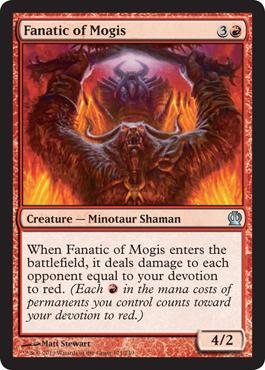 Fanatic of Mogis 3
Creature — Minotaur Shaman
When Fanatic of Mogis enters the
battlefield, it deals damage to each
opponent equal to your devotion
to red. (Each in the mana costs of
permanents you control counts toward
your devotion to red.)
Matt Stewart
4/2